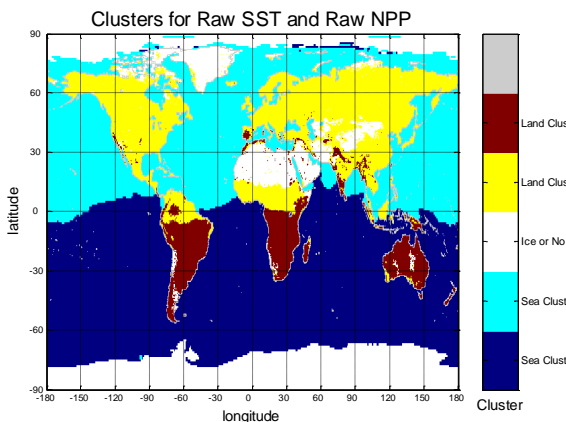 Clusters for Raw SST and Raw NPP
90
60
30
0
-30
-60
-90
latitude
-180 -150 -120 -90 -60 -30 0 30 60 90 120 150 180
longitude
Land Clus
Land Clus
Ice or No
Sea Clust
Sea Clust
Cluster